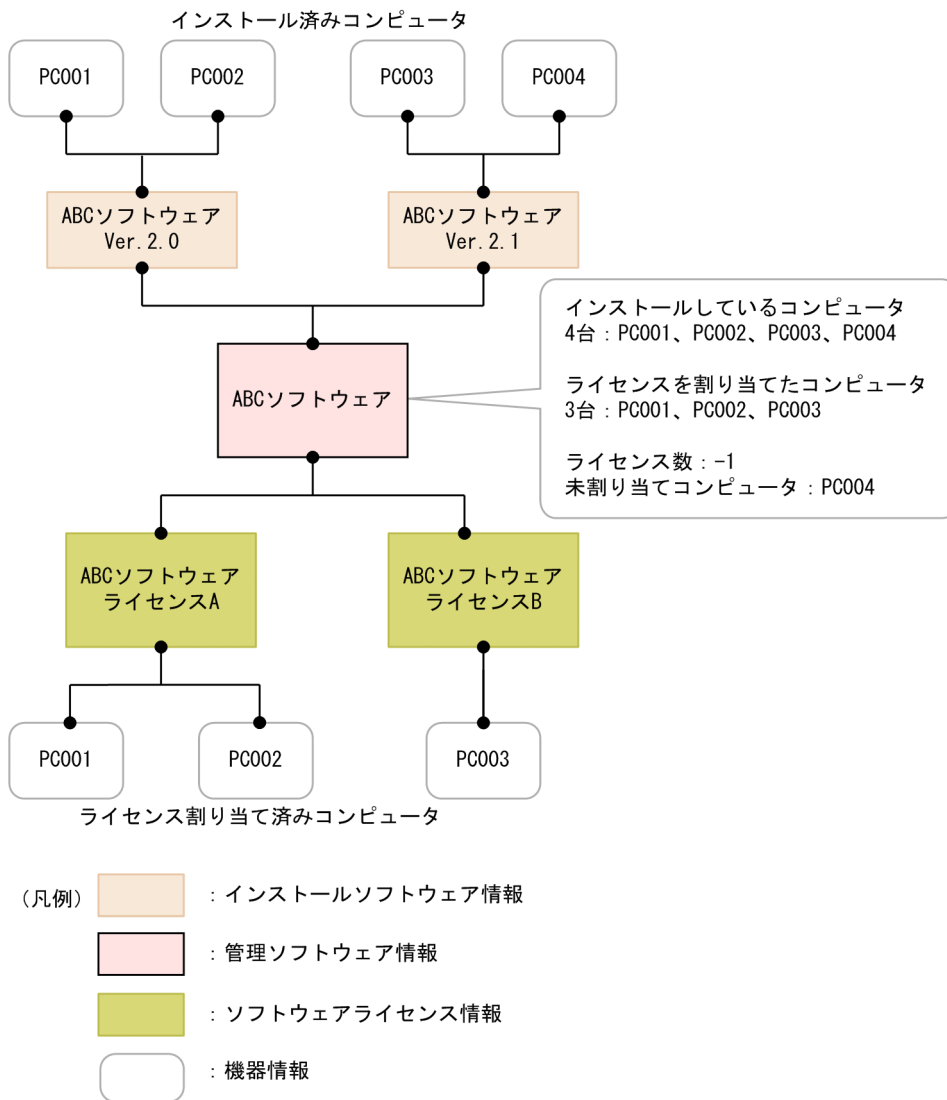 インストール済みコンピュータ
PC001
PC002
PC003
PC004
ABCソフトウェア
Ver.2.0
ABCソフトウェア
Ver.2.1
インストールしているコンピュータ
4台：PC001、PC002、PC003、PC004
ライセンスを割り当てたコンピュータ
3台：PC001、PC002、PC003
ライセンス数：-1
未割り当てコンピュータ：PC004
ABCソフトウェア
ABCソフトウェア
ライセンスA
ABCソフトウェア
ライセンスB
PC001
PC002
PC003
ライセンス割り当て済みコンピュータ
（凡例）
：インストールソフトウェア情報
：管理ソフトウェア情報
：ソフトウェアライセンス情報
：機器情報